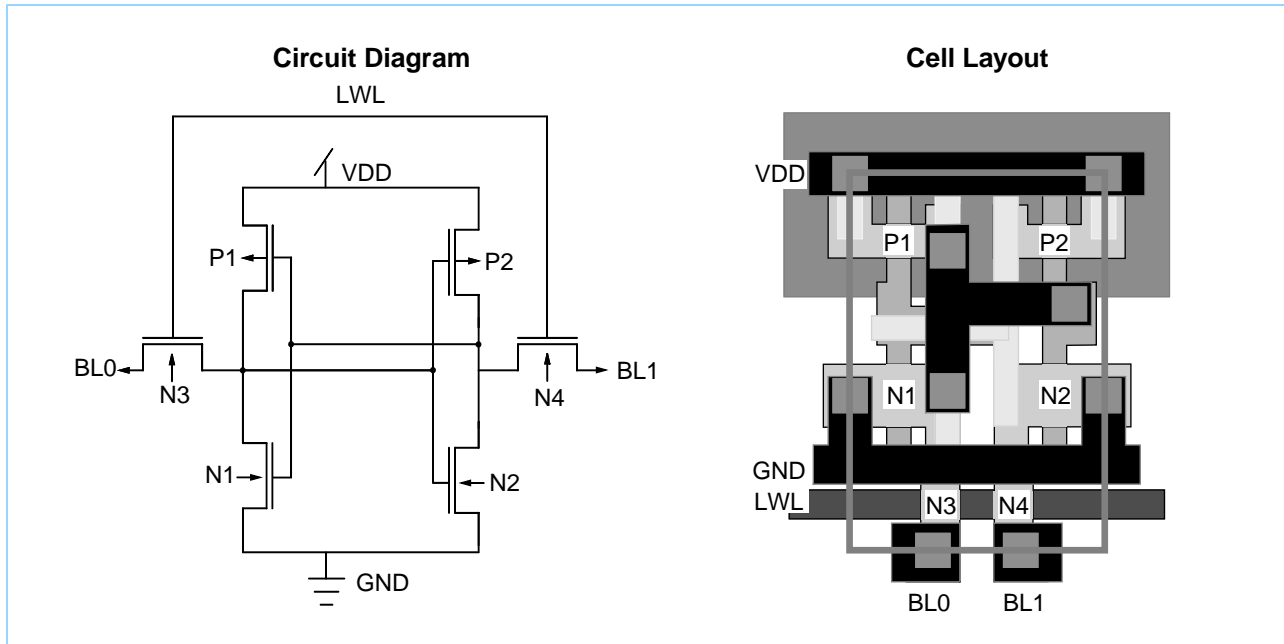 Circuit Diagram
LWL
VDD
P1
P2
BL0
N3
N4
BL1
N1
N2
GND
Cell Layout
VDD
P1
P2
N1
N2
GND
LWL
N3
N4
BL0
BL1